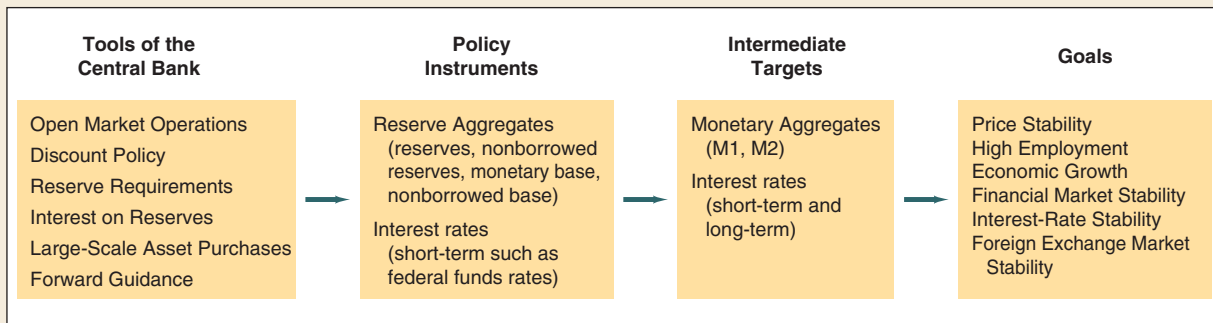 Tools of the
Central Bank
Open Market Operations
Discount Policy
Reserve Requirements
Interest on Reserves
Large-Scale Asset Purchases
Forward Guidance
Policy
Instruments
Reserve Aggregates
(reserves, nonborrowed
reserves, monetary base,
nonborrowed base)
Interest rates
(short-term such as
federal funds rates)
Intermediate
Targets
Monetary Aggregates
(M1, M2)
Interest rates
(short-term and
long-term)
Goals
Price Stability
High Employment
Economic Growth
Financial Market Stability
Interest-Rate Stability
Foreign Exchange Market
Stability